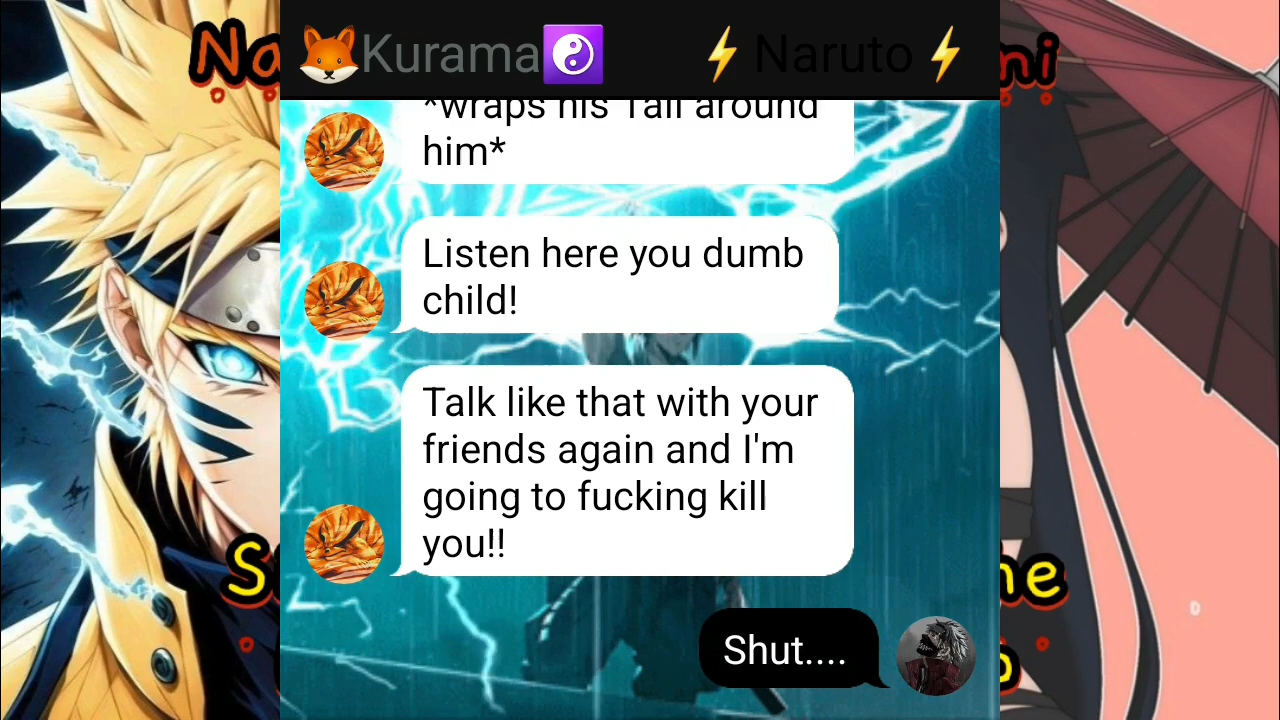 🦊Kurama☯️ ⚡ Naruto ⚡
*wraps his Tail around
him*
Listen here you dumb
child!
Talk like that with your
friends again and I'm
going to fucking kill
you!!
Shut....